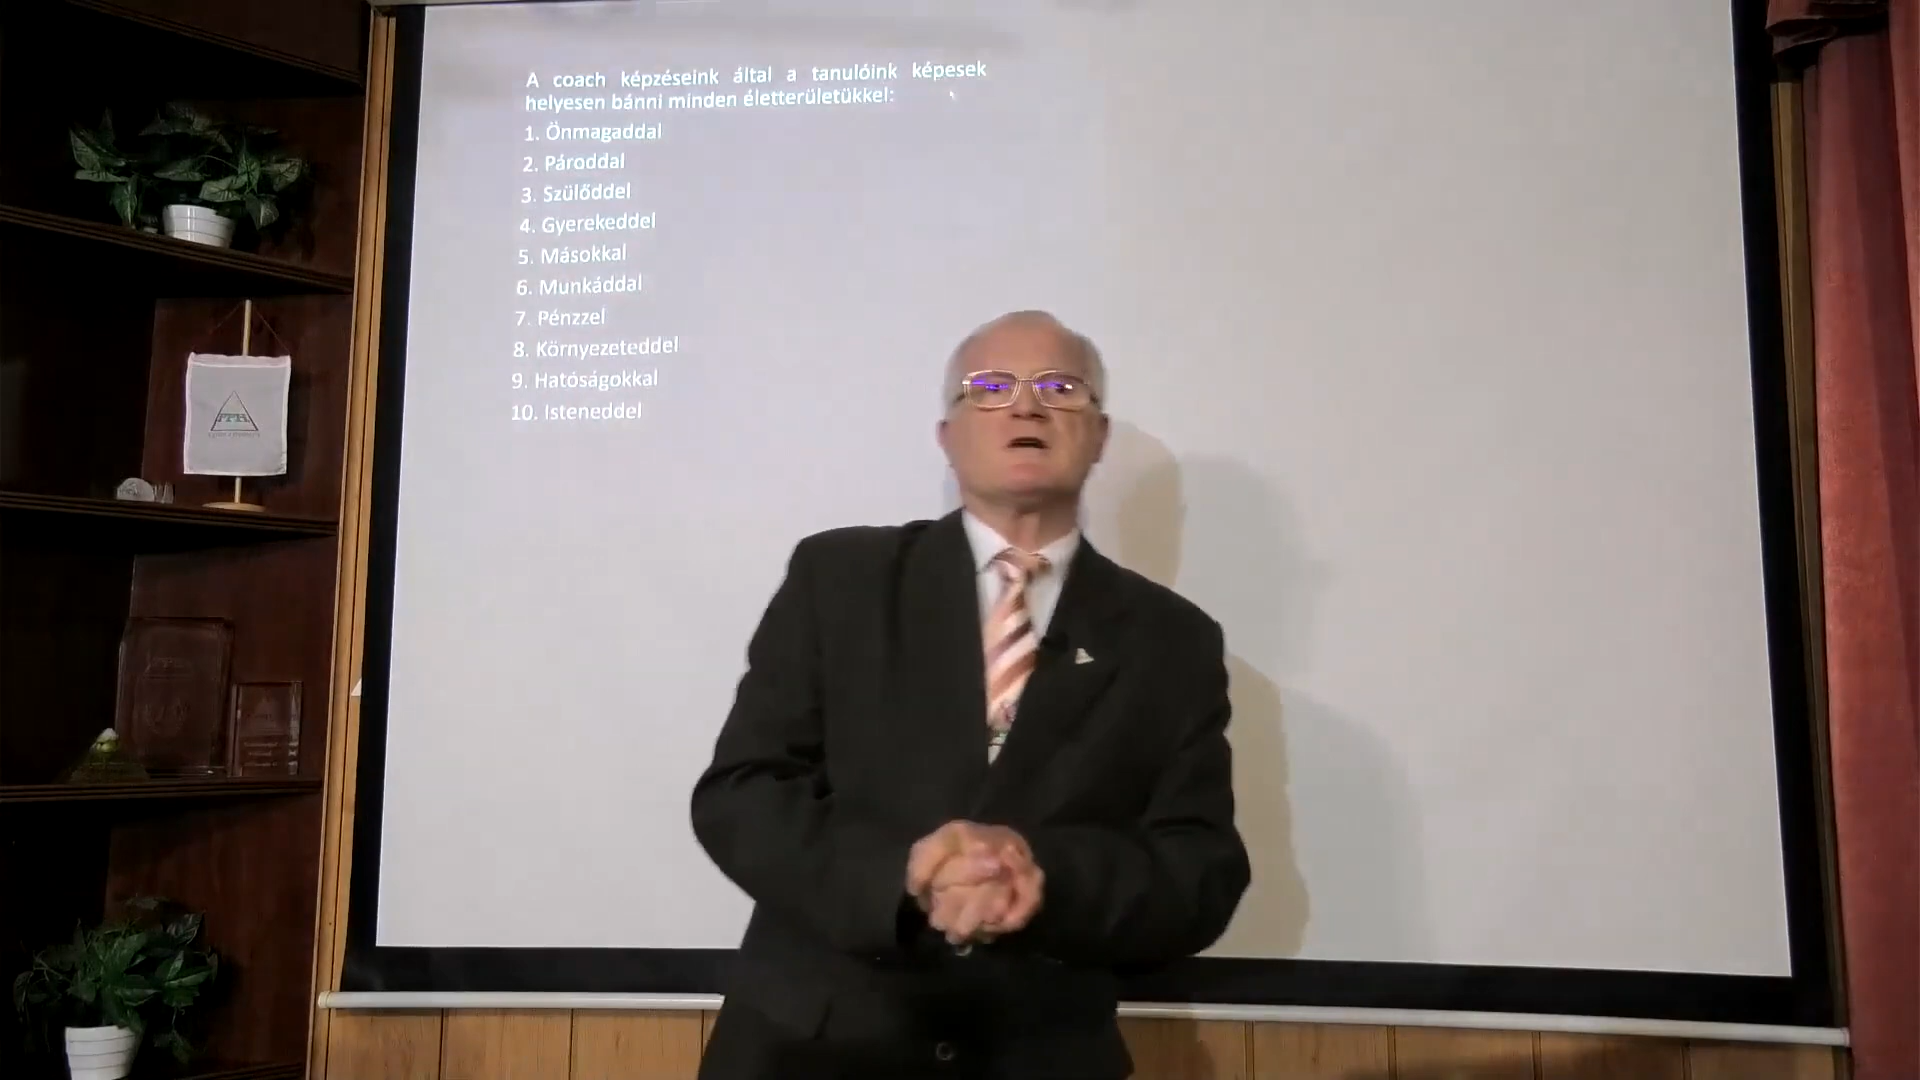 A coach képzéseink által a tanulóink képesek
helyesen bánni minden életterületükkel:
1. Önmagaddal
2. Pároddal
3. Szülőddel
4. Gyerekeddel
5. Másokkal
6. Munkáddal
7. Pénzzel
8. Környezeteddel
9. Hatóságokkal
10. Isteneddel